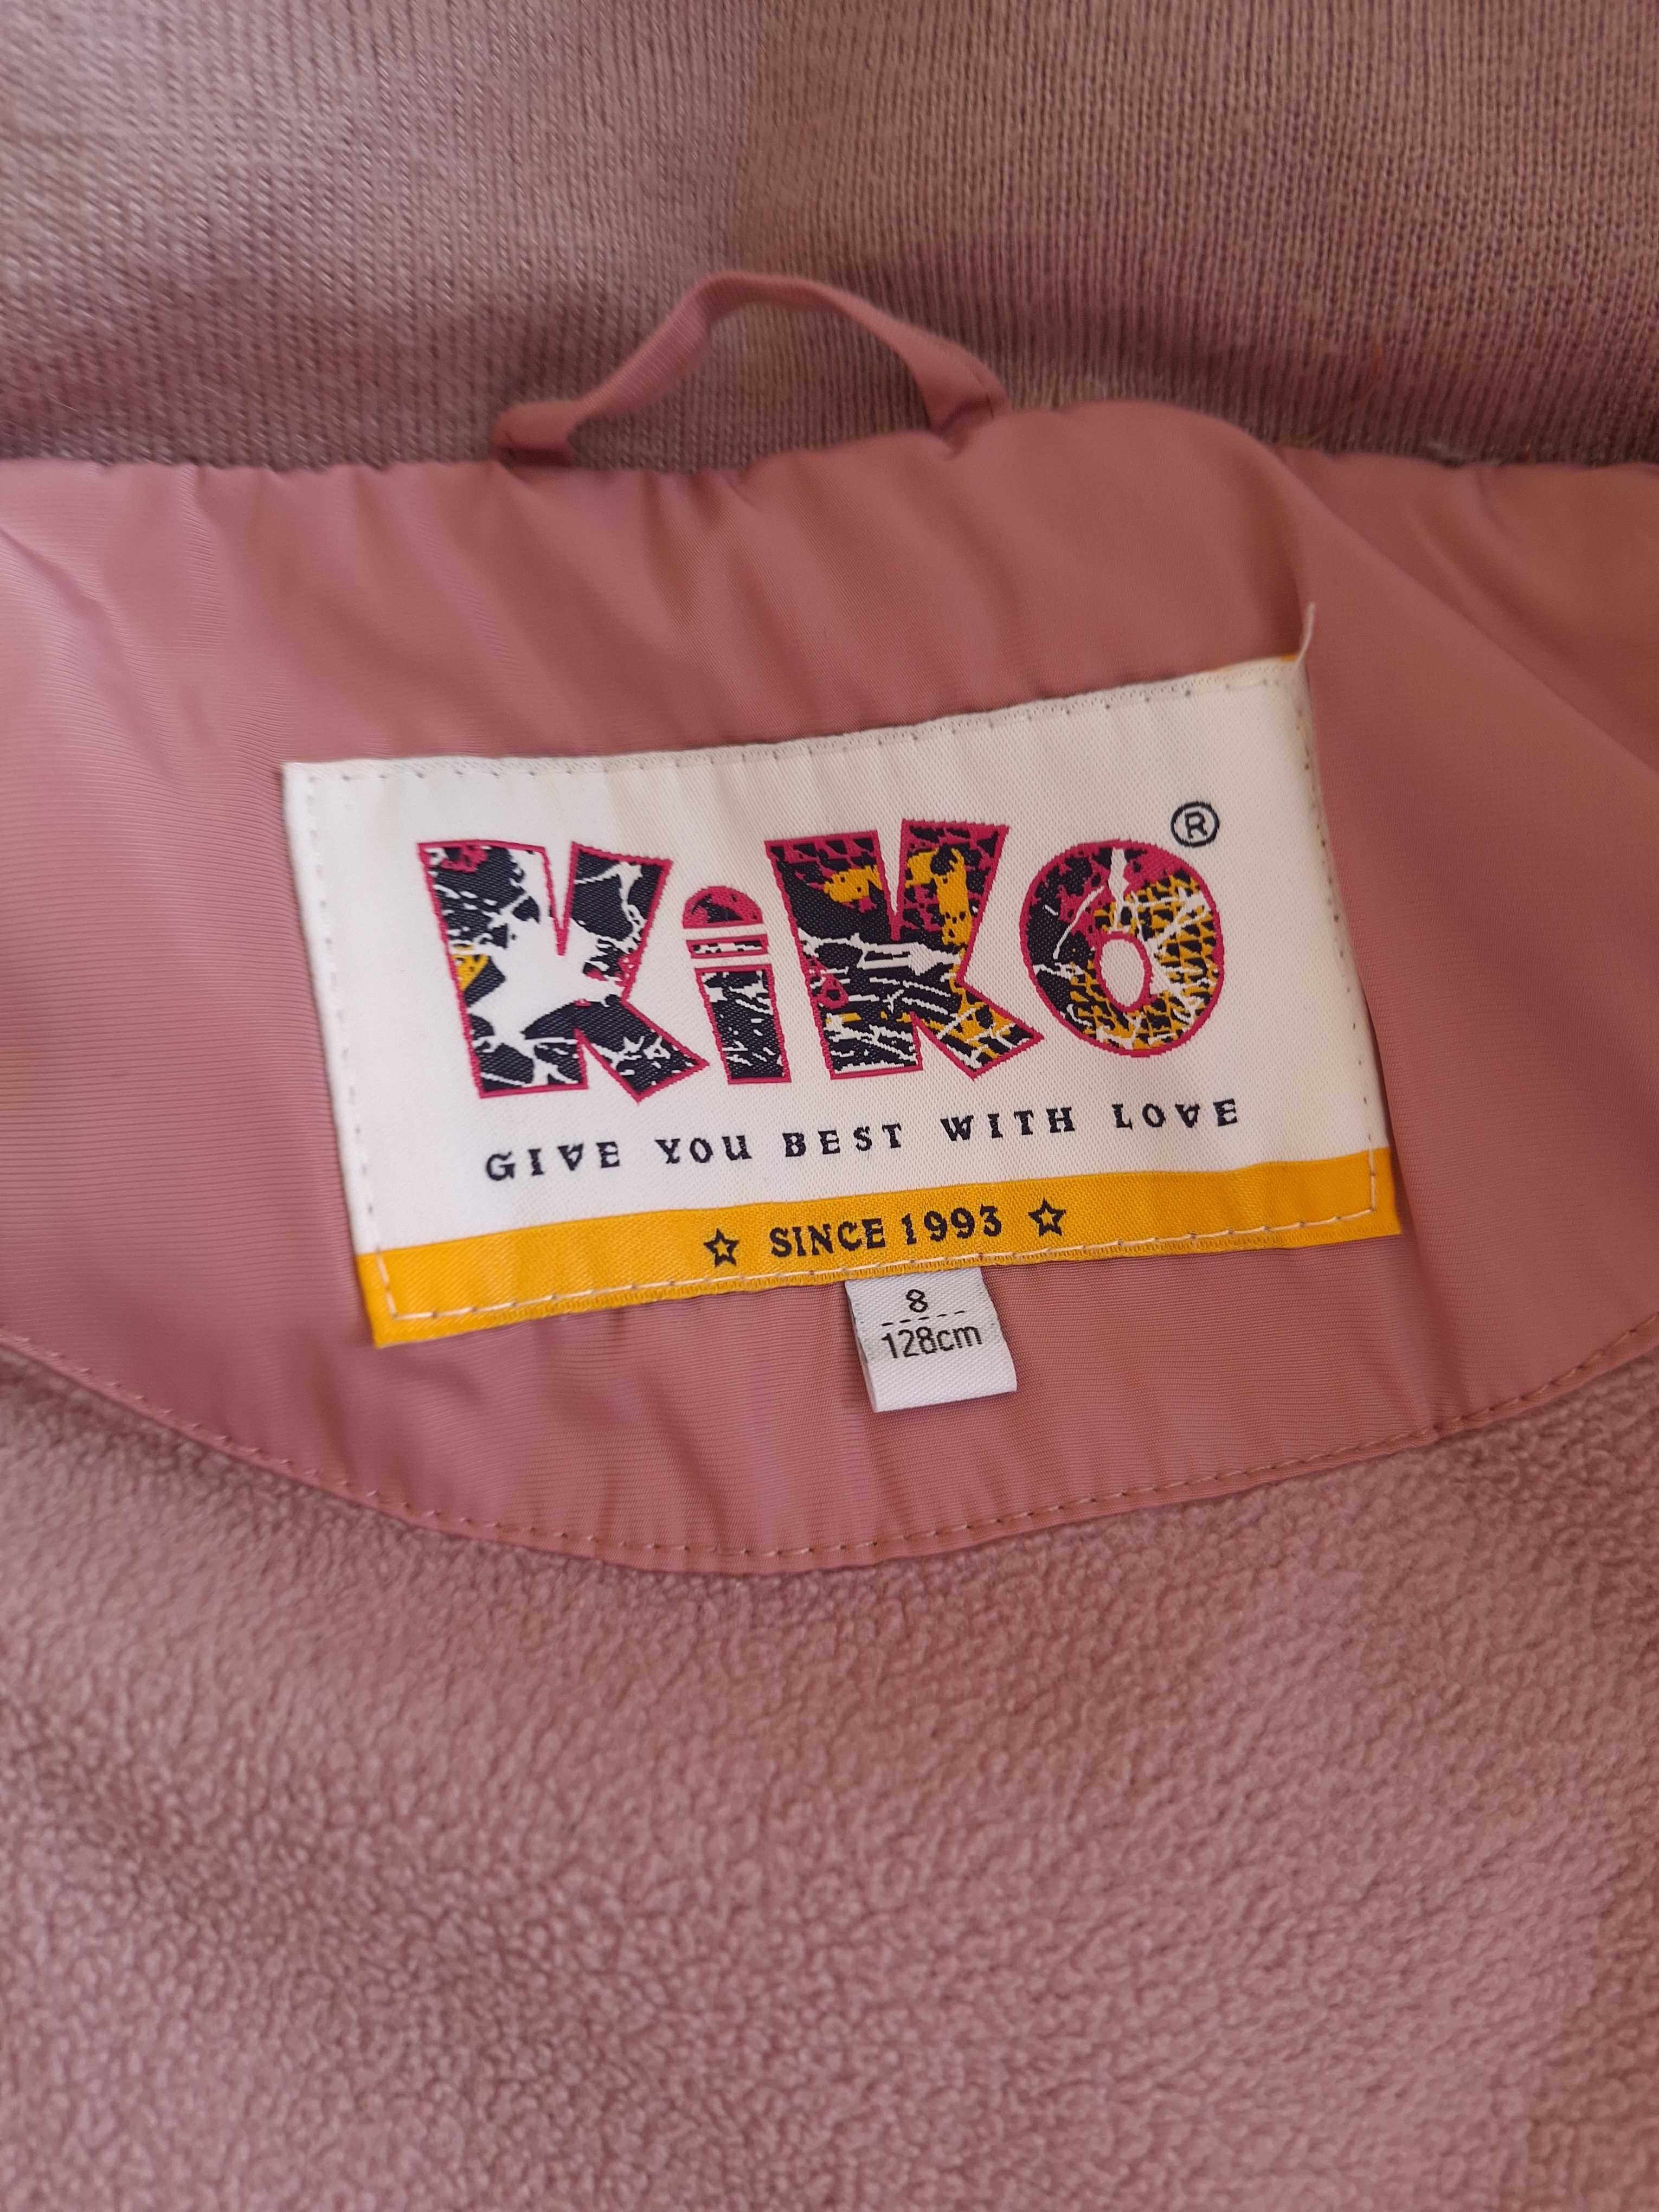 KiKO®
GIVE YOU BEST WITH LOVE
☆ SINCE 1993 ☆
8
128cm